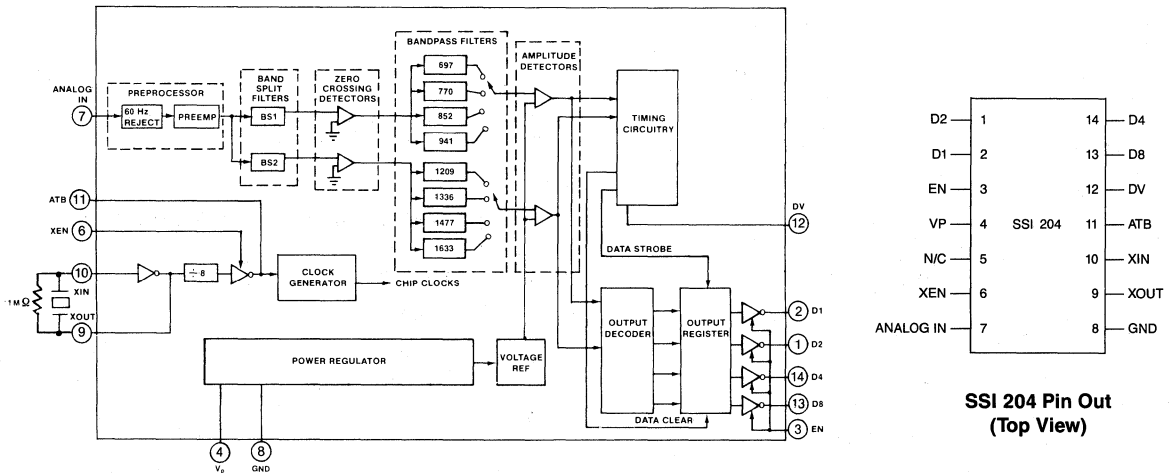 BANDPASS FILTERS
697
770
852
941
1209
1336
1477
1633
AMPLITUDE
DETECTORS
BAND
SPLIT
FILTERS
BS1
BS2
ZERO
CROSSING
DETECTORS
ANALOG
IN
7
PREPROCESSOR
60 Hz
REJECT
PREEMP
TIMING
CIRCUITRY
DV
12
ATB 11
XEN
6
10
XIN
1MΩ
XOUT
9
÷ 8
CLOCK
GENERATOR
CHIP CLOCKS
DATA STROBE
OUTPUT
DECODER
OUTPUT
REGISTER
DATA CLEAR
2 D1
1 D2
14 D4
13 D8
3 EN
POWER REGULATOR
VOLTAGE
REF
4
Vp
8
GND
D2 1 14 D4
D1 2 13 D8
EN 3 12 DV
VP 4 SSI 204 11 ATB
N/C 5 10 XIN
XEN 6 9 XOUT
ANALOG IN 7 8 GND
SSI 204 Pin Out
(Top View)